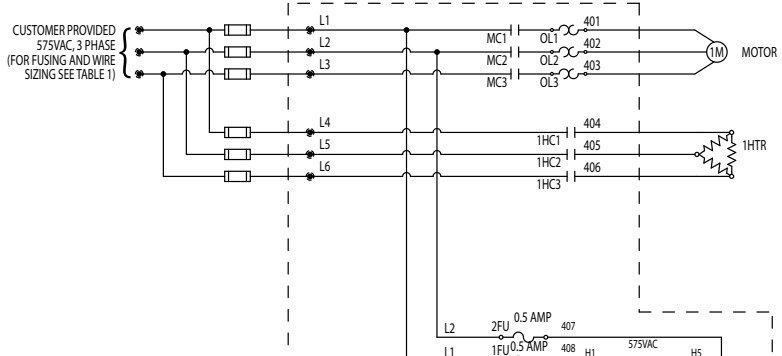 CUSTOMER PROVIDED
575VAC, 3 PHASE
(FOR FUSING AND WIRE
SIZING SEE TABLE 1)
L1
MC1
OL1
401
L2
MC2
OL2
402
1M
MOTOR
L3
MC3
OL3
403
L4
1HC1
404
L5
1HC2
405
1HTR
L6
1HC3
406
L2
2FU
0.5 AMP
407
L1
1FU
0.5 AMP
408
H1
575VAC
H5